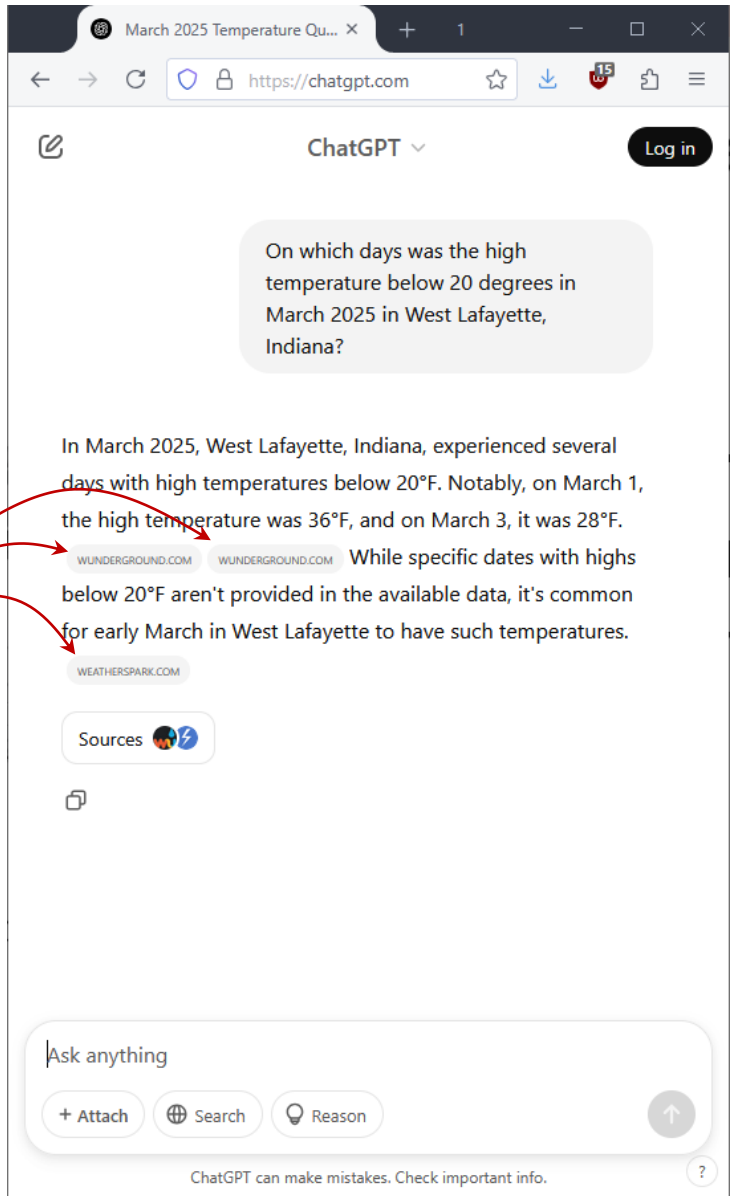 March 2025 Temperature Qu...
1
https://chatgpt.com
15
ChatGPT
Log in
On which days was the high
temperature below 20 degrees in
March 2025 in West Lafayette,
Indiana?
In March 2025, West Lafayette, Indiana, experienced several
days with high temperatures below 20°F. Notably, on March 1,
the high temperature was 36°F, and on March 3, it was 28°F.
WUNDERGROUND.COM WUNDERGROUND.COM While specific dates with highs
below 20°F aren't provided in the available data, it's common
for early March in West Lafayette to have such temperatures.
WEATHERSPARK.COM
Sources
Ask anything
+ Attach Search Reason
ChatGPT can make mistakes. Check important info.
?